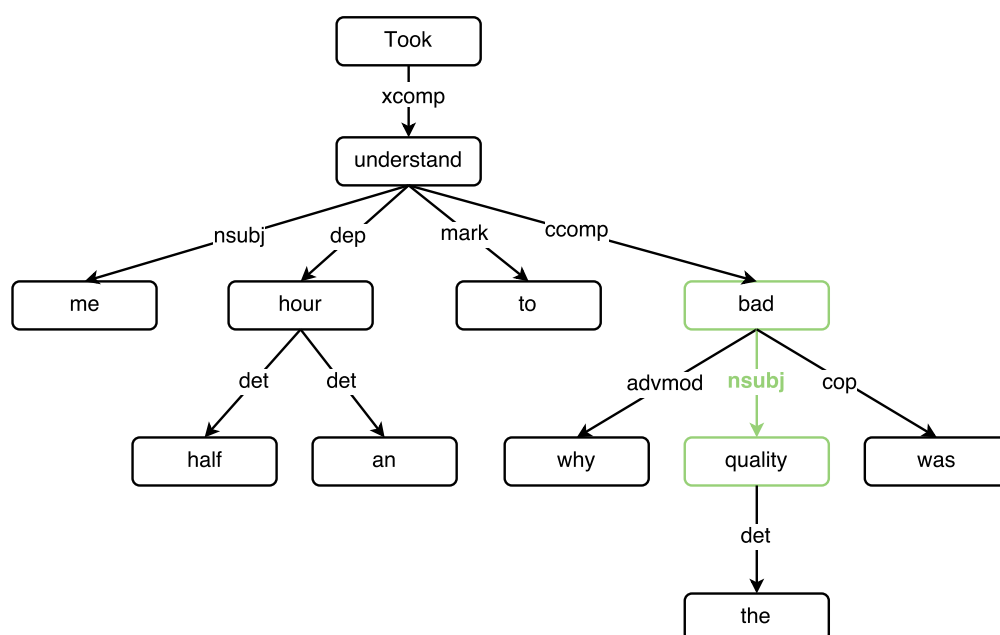 Took
xcomp
understand
nsubj dep mark ccomp
me hour to bad
det det advmod nsubj cop
half an why quality was
det
the